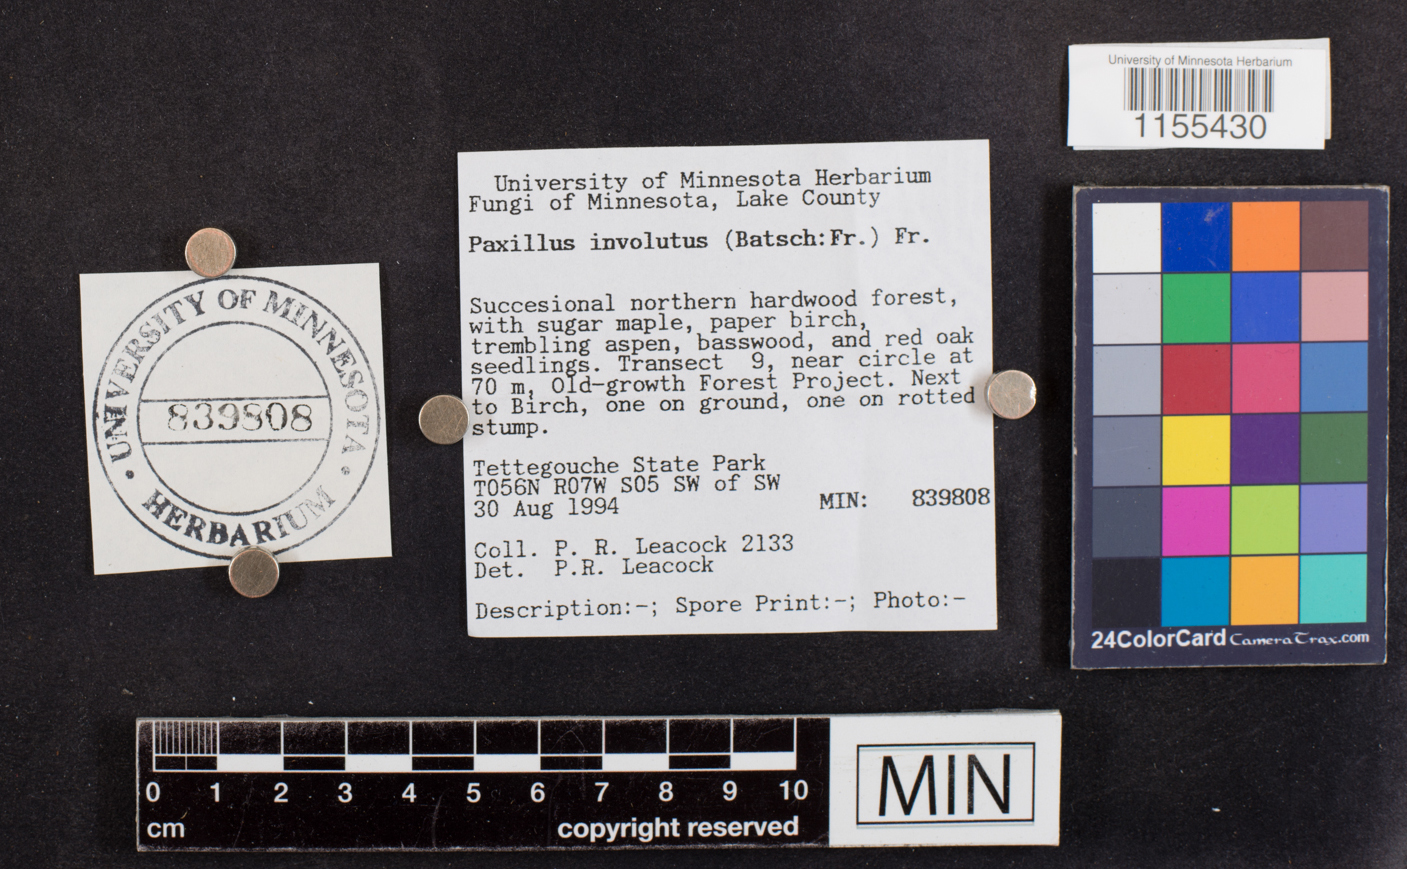 University of Minnesota Herbarium
1155430
University of Minnesota Herbarium
Fungi of Minnesota, Lake County
Paxillus involutus (Batsch:Fr.) Fr.
Succesional northern hardwood forest,
with sugar maple, paper birch,
trembling aspen, basswood, and red oak
seedlings. Transect 9, near circle at
70 m, Old-growth Forest Project. Next
to Birch, one on ground, one on rotted
stump.
Tettegouche State Park
T056N R07W S05 SW of SW
30 Aug 1994 MIN: 839808
Coll. P. R. Leacock 2133
Det. P.R. Leacock
Description:-; Spore Print:-; Photo:-
UNIVERSITY OF MINNESOTA
839808
HERBARIUM
24ColorCard CameraTrax.com
0 1 2 3 4 5 6 7 8 9 10
cm copyright reserved
MIN